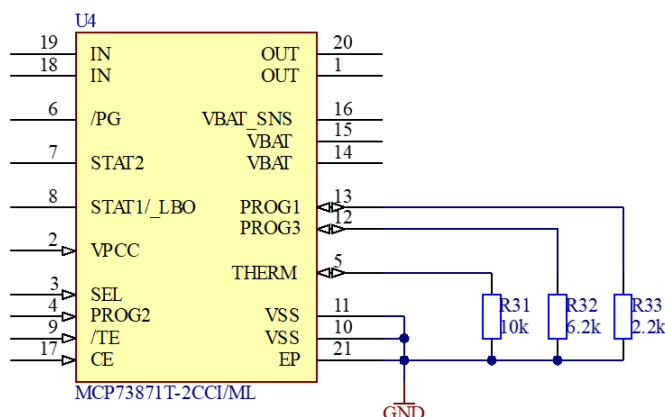 U4
19 IN OUT 20
18 IN OUT 1
6 /PG VBAT_SNS 16
VBAT 15
7 STAT2 VBAT 14
8 STAT1/_LBO PROG1 13
PROG3 12
2 VPCC
THERM 5
3 SEL VSS 11
4 PROG2
9 /TE VSS 10
17 CE EP 21
R31 R32 R33
10k 6.2k 2.2k
MCP73871T-2CCI/ML
GND